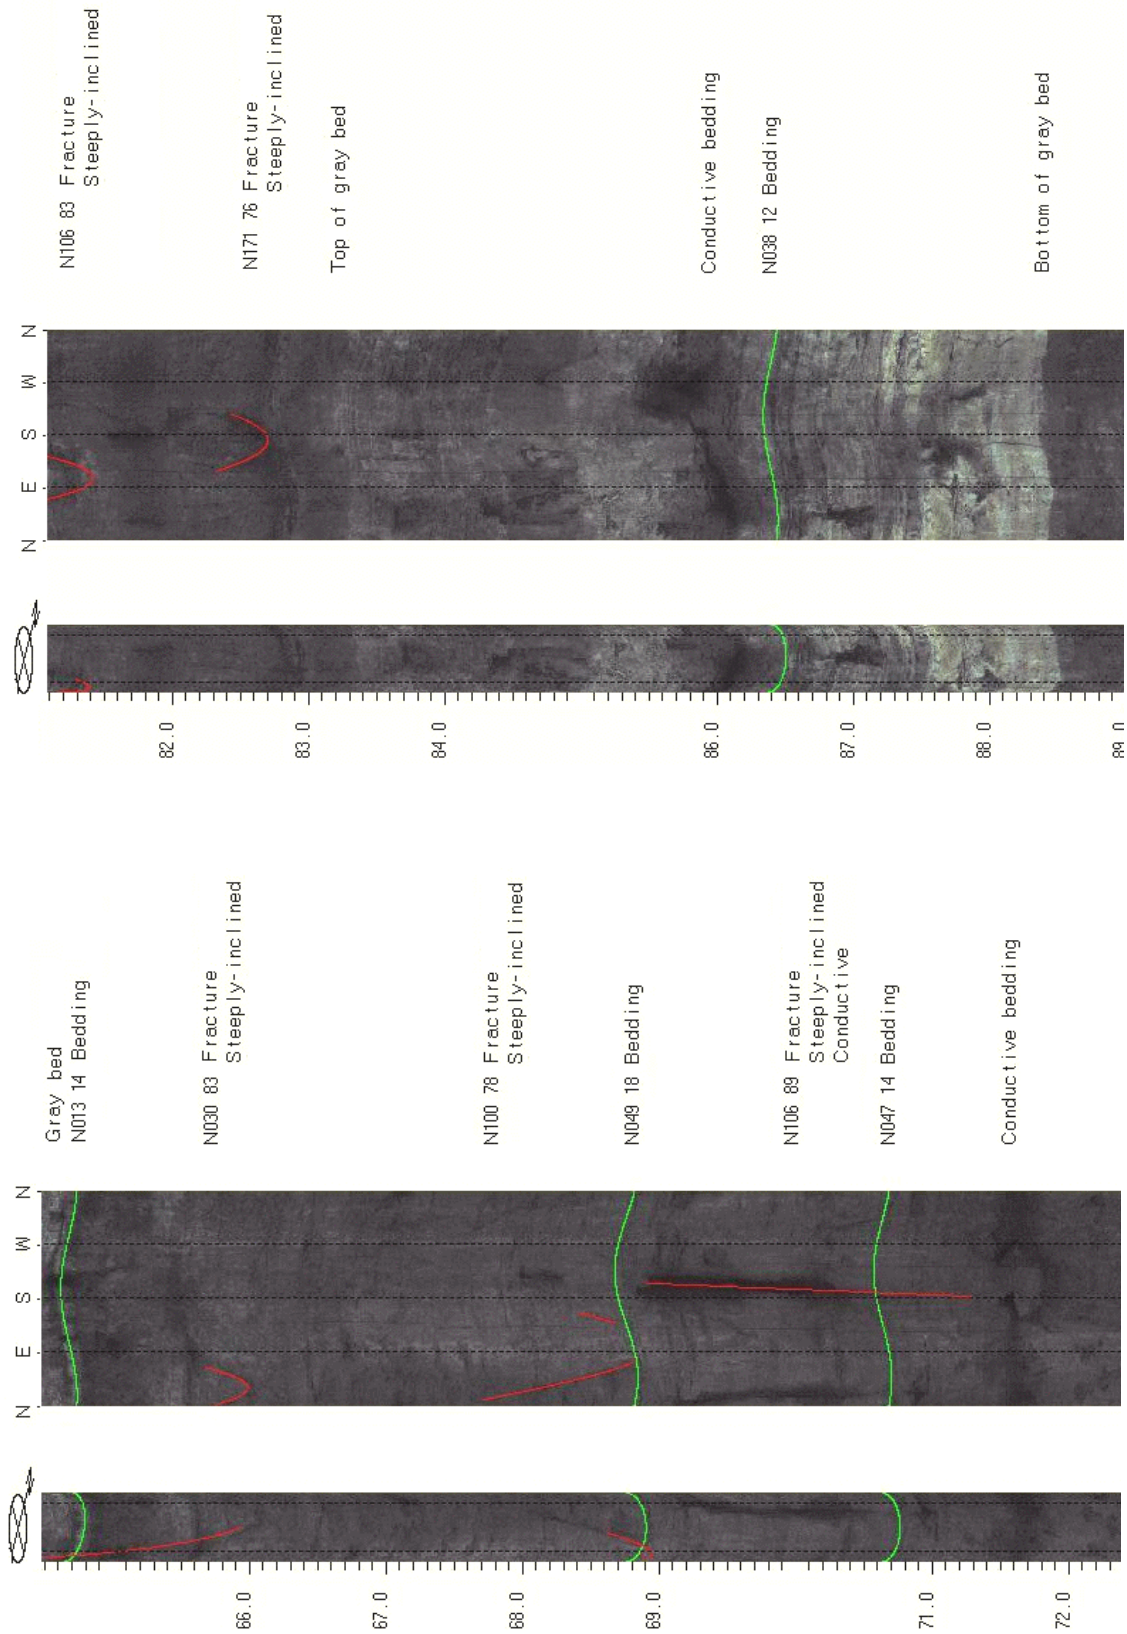 N106 83 Fracture
Steeply-inclined
N171 76 Fracture
Steeply-inclined
Top of gray bed
Conductive bedding
N038 12 Bedding
Bottom of gray bed
N W S E N
82.0
83.0
84.0
86.0
87.0
88.0
89.0
Gray bed
N013 14 Bedding
N030 83 Fracture
Steeply-inclined
N100 78 Fracture
Steeply-inclined
N049 18 Bedding
N106 89 Fracture
Steeply-inclined
Conductive
N047 14 Bedding
Conductive bedding
N W S E N
66.0
67.0
68.0
69.0
71.0
72.0